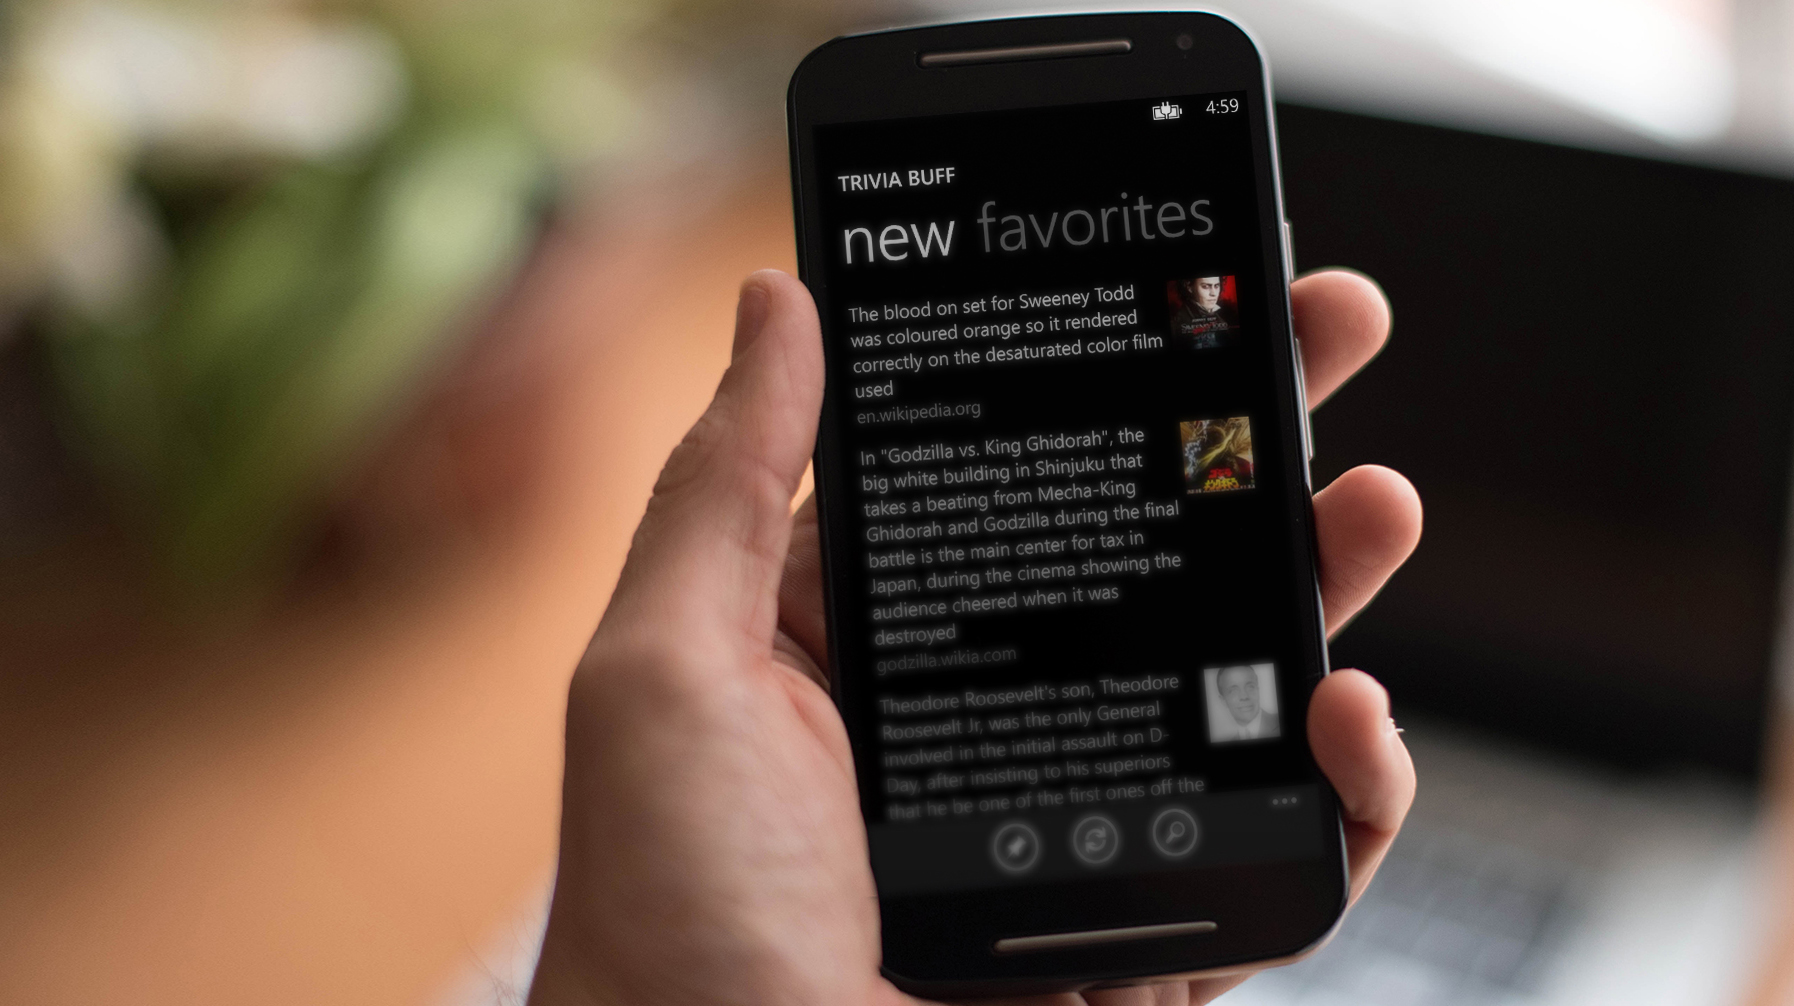 4:59
TRIVIA BUFF
new favorites
The blood on set for Sweeney Todd
was coloured orange so it rendered
correctly on the desaturated color film
used
en.wikipedia.org
In "Godzilla vs. King Ghidorah", the
big white building in Shinjuku that
takes a beating from Mecha-King
Ghidorah and Godzilla during the final
battle is the main center for tax in
Japan, during the cinema showing the
audience cheered when it was
destroyed
godzilla.wikia.com
Theodore Roosevelt's son, Theodore
Roosevelt Jr, was the only General
involved in the initial assault on D-
Day, after insisting to his superiors
that he be one of the first ones off the